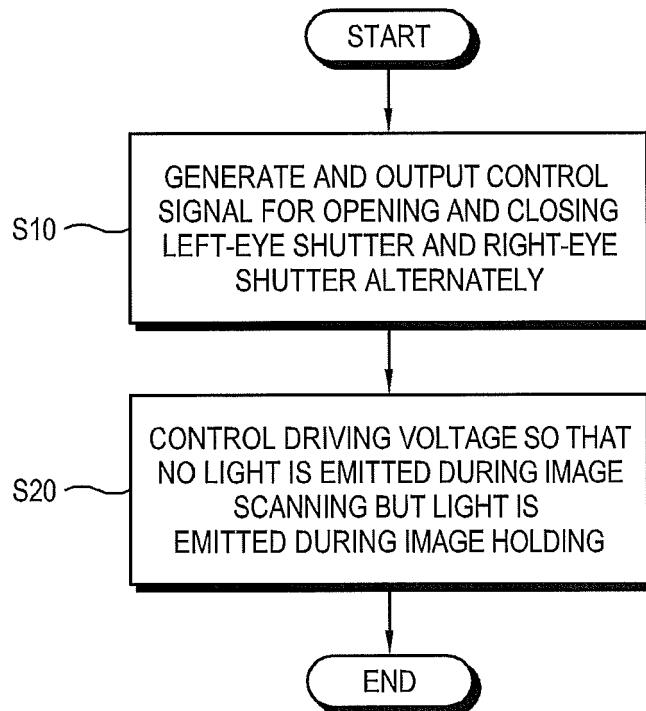 START
GENERATE AND OUTPUT CONTROL
SIGNAL FOR OPENING AND CLOSING
LEFT-EYE SHUTTER AND RIGHT-EYE
SHUTTER ALTERNATELY
S10
CONTROL DRIVING VOLTAGE SO THAT
NO LIGHT IS EMITTED DURING IMAGE
SCANNING BUT LIGHT IS
EMITTED DURING IMAGE HOLDING
S20
END